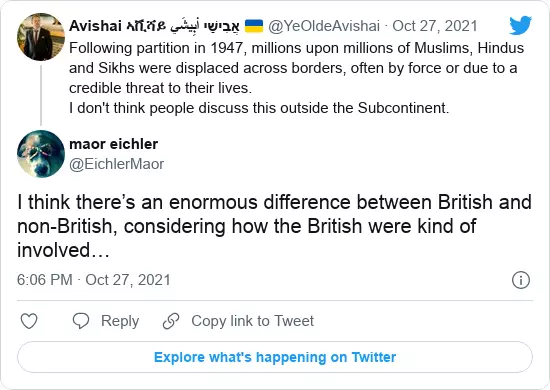 Avishai አቪሻይ אֲבִישַׁי أَبِيشَي 🇺🇦 @YeOldeAvishai · Oct 27, 2021
Following partition in 1947, millions upon millions of Muslims, Hindus
and Sikhs were displaced across borders, often by force or due to a
credible threat to their lives.
I don't think people discuss this outside the Subcontinent.
maor eichler
@EichlerMaor
I think there’s an enormous difference between British and
non-British, considering how the British were kind of
involved…
6:06 PM · Oct 27, 2021
Reply
Copy link to Tweet
Explore what's happening on Twitter